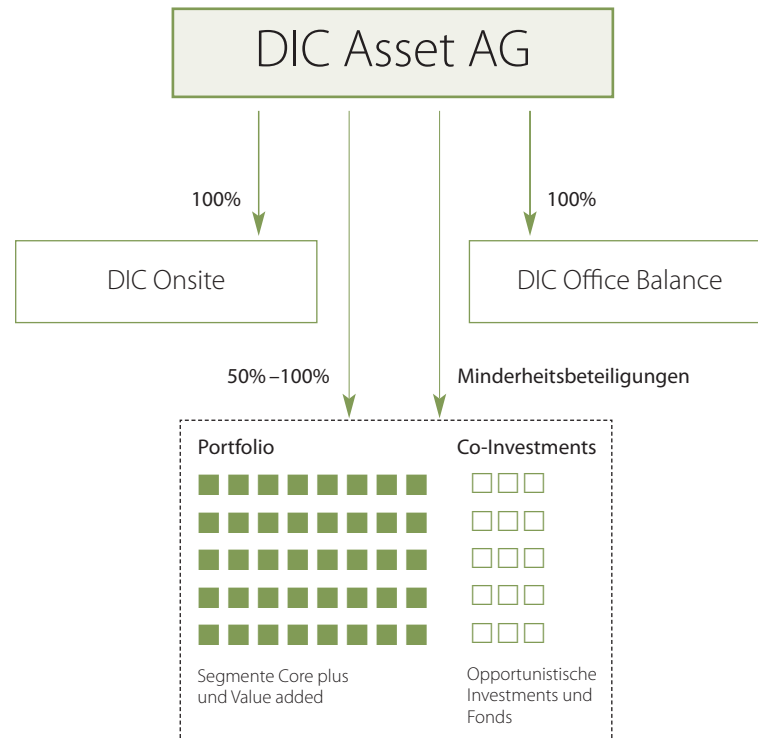 DIC Asset AG
100%
100%
DIC Onsite
DIC Office Balance
50% – 100%
Minderheitsbeteiligungen
Portfolio
Co-Investments
Segmente Core plus
und Value added
Opportunistische
Investments und
Fonds